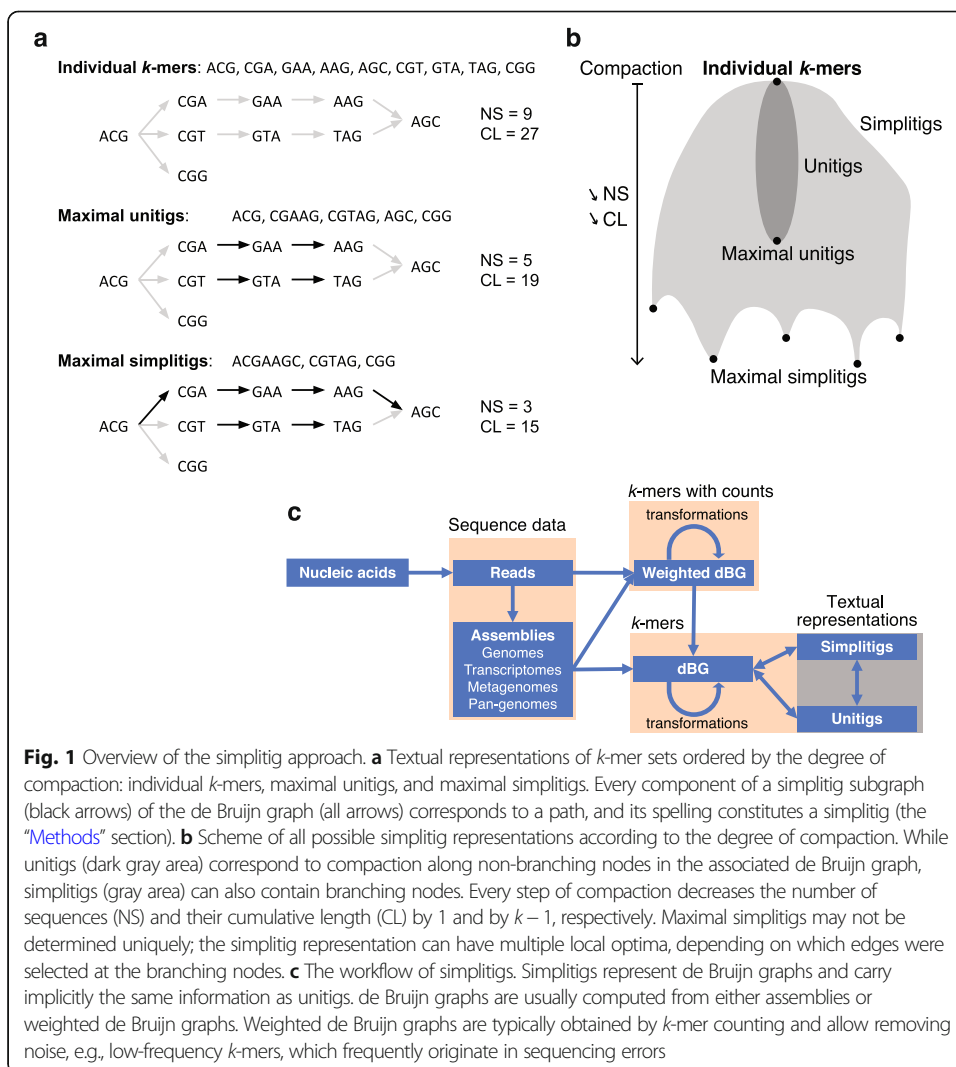 a
Individual k-mers: ACG, CGA, GAA, AAG, AGC, CGT, GTA, TAG, CGG
CGA GAA AAG
ACG CGT GTA TAG AGC
CGG
NS = 9
CL = 27
Maximal unitigs: ACG, CGAAG, CGTAG, AGC, CGG
CGA GAA AAG
ACG CGT GTA TAG AGC
CGG
NS = 5
CL = 19
Maximal simplitigs: ACGAAGC, CGTAG, CGG
CGA GAA AAG
ACG CGT GTA TAG AGC
CGG
NS = 3
CL = 15
b
Compaction
Individual k-mers
Simplitigs
Unitigs
↘ NS
↘ CL
Maximal unitigs
Maximal simplitigs
c
Sequence data
k-mers with counts
transformations
Nucleic acids
Reads
Weighted dBG
Assemblies
Genomes
Transcriptomes
Metagenomes
Pan-genomes
k-mers
dBG
transformations
Textual
representations
Simplitigs
Unitigs
Fig. 1 Overview of the simplitig approach. a Textual representations of k-mer sets ordered by the degree of
compaction: individual k-mers, maximal unitigs, and maximal simplitigs. Every component of a simplitig subgraph
(black arrows) of the de Bruijn graph (all arrows) corresponds to a path, and its spelling constitutes a simplitig (the
“Methods” section). b Scheme of all possible simplitig representations according to the degree of compaction. While
unitigs (dark gray area) correspond to compaction along non-branching nodes in the associated de Bruijn graph,
simplitigs (gray area) can also contain branching nodes. Every step of compaction decreases the number of
sequences (NS) and their cumulative length (CL) by 1 and by k − 1, respectively. Maximal simplitigs may not be
determined uniquely; the simplitig representation can have multiple local optima, depending on which edges were
selected at the branching nodes. c The workflow of simplitigs. Simplitigs represent de Bruijn graphs and carry
implicitly the same information as unitigs. de Bruijn graphs are usually computed from either assemblies or
weighted de Bruijn graphs. Weighted de Bruijn graphs are typically obtained by k-mer counting and allow removing
noise, e.g., low-frequency k-mers, which frequently originate in sequencing errors